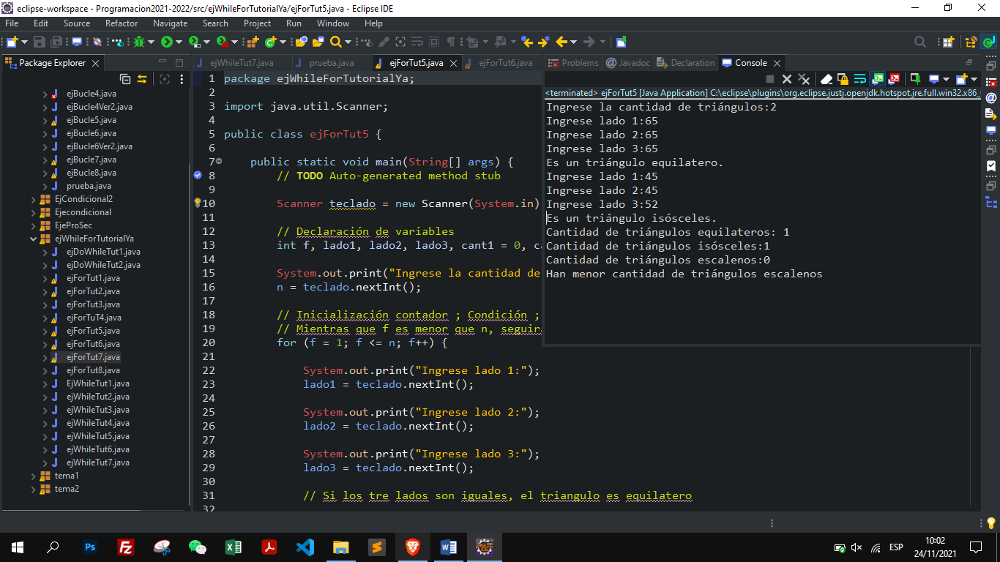 eclipse-workspace - Programacion2021-2022/src/ejWhileForTutorialYa/ejForTut5.java - Eclipse IDE
File Edit Source Refactor Navigate Search Project Run Window Help
Package Explorer
ejBucle4.java
ejBucle4Ver2.java
ejBucle5.java
ejBucle6.java
ejBucle6Ver2.java
ejBucle7.java
ejBucle8.java
prueba.java
EjCondicional2
Ejecondicional
EjeProSec
ejWhileForTutorialYa
ejDoWhileTut1.java
ejDoWhileTut2.java
ejForTut1.java
ejForTut2.java
ejForTut3.java
ejForTuT4.java
ejForTut5.java
ejForTut6.java
ejForTut7.java
ejForTut8.java
EjWhileTut1.java
ejWhileTut2.java
ejWhileTut3.java
ejWhileTut4.java
ejWhileTut5.java
ejWhileTut6.java
ejWhileTut7.java
tema1
tema2
ejWhileTut7.java prueba.java ejForTut5.java ejForTut6.java
1 package ejWhileForTutorialYa;
2
3 import java.util.Scanner;
4
5 public class ejForTut5 {
6
7 public static void main(String[] args) {
8 // TODO Auto-generated method stub
9
10 Scanner teclado = new Scanner(System.in)
11
12 // Declaración de variables
13 int f, lado1, lado2, lado3, cant1 = 0, ca
14
15 System.out.print("Ingrese la cantidad de
16 n = teclado.nextInt();
17
18 // Inicialización contador ; Condición ;
19 // Mientras que f es menor que n, seguir
20 for (f = 1; f <= n; f++) {
21
22 System.out.print("Ingrese lado 1:");
23 lado1 = teclado.nextInt();
24
25 System.out.print("Ingrese lado 2:");
26 lado2 = teclado.nextInt();
27
28 System.out.print("Ingrese lado 3:");
29 lado3 = teclado.nextInt();
30
31 // Si los tre lados son iguales, el triangulo es equilatero
32
Problems Javadoc Declaration Console
<terminated> ejForTut5 [Java Application] C:\eclipse\plugins\org.eclipse.justj.openjdk.hotspot.jre.full.win32.x86_
Ingrese la cantidad de triángulos:2
Ingrese lado 1:65
Ingrese lado 2:65
Ingrese lado 3:65
Es un triángulo equilatero.
Ingrese lado 1:45
Ingrese lado 2:45
Ingrese lado 3:52
Es un triángulo isósceles.
Cantidad de triángulos equilateros: 1
Cantidad de triángulos isósceles:1
Cantidad de triángulos escalenos:0
Han menor cantidad de triángulos escalenos
ESP
10:02
24/11/2021